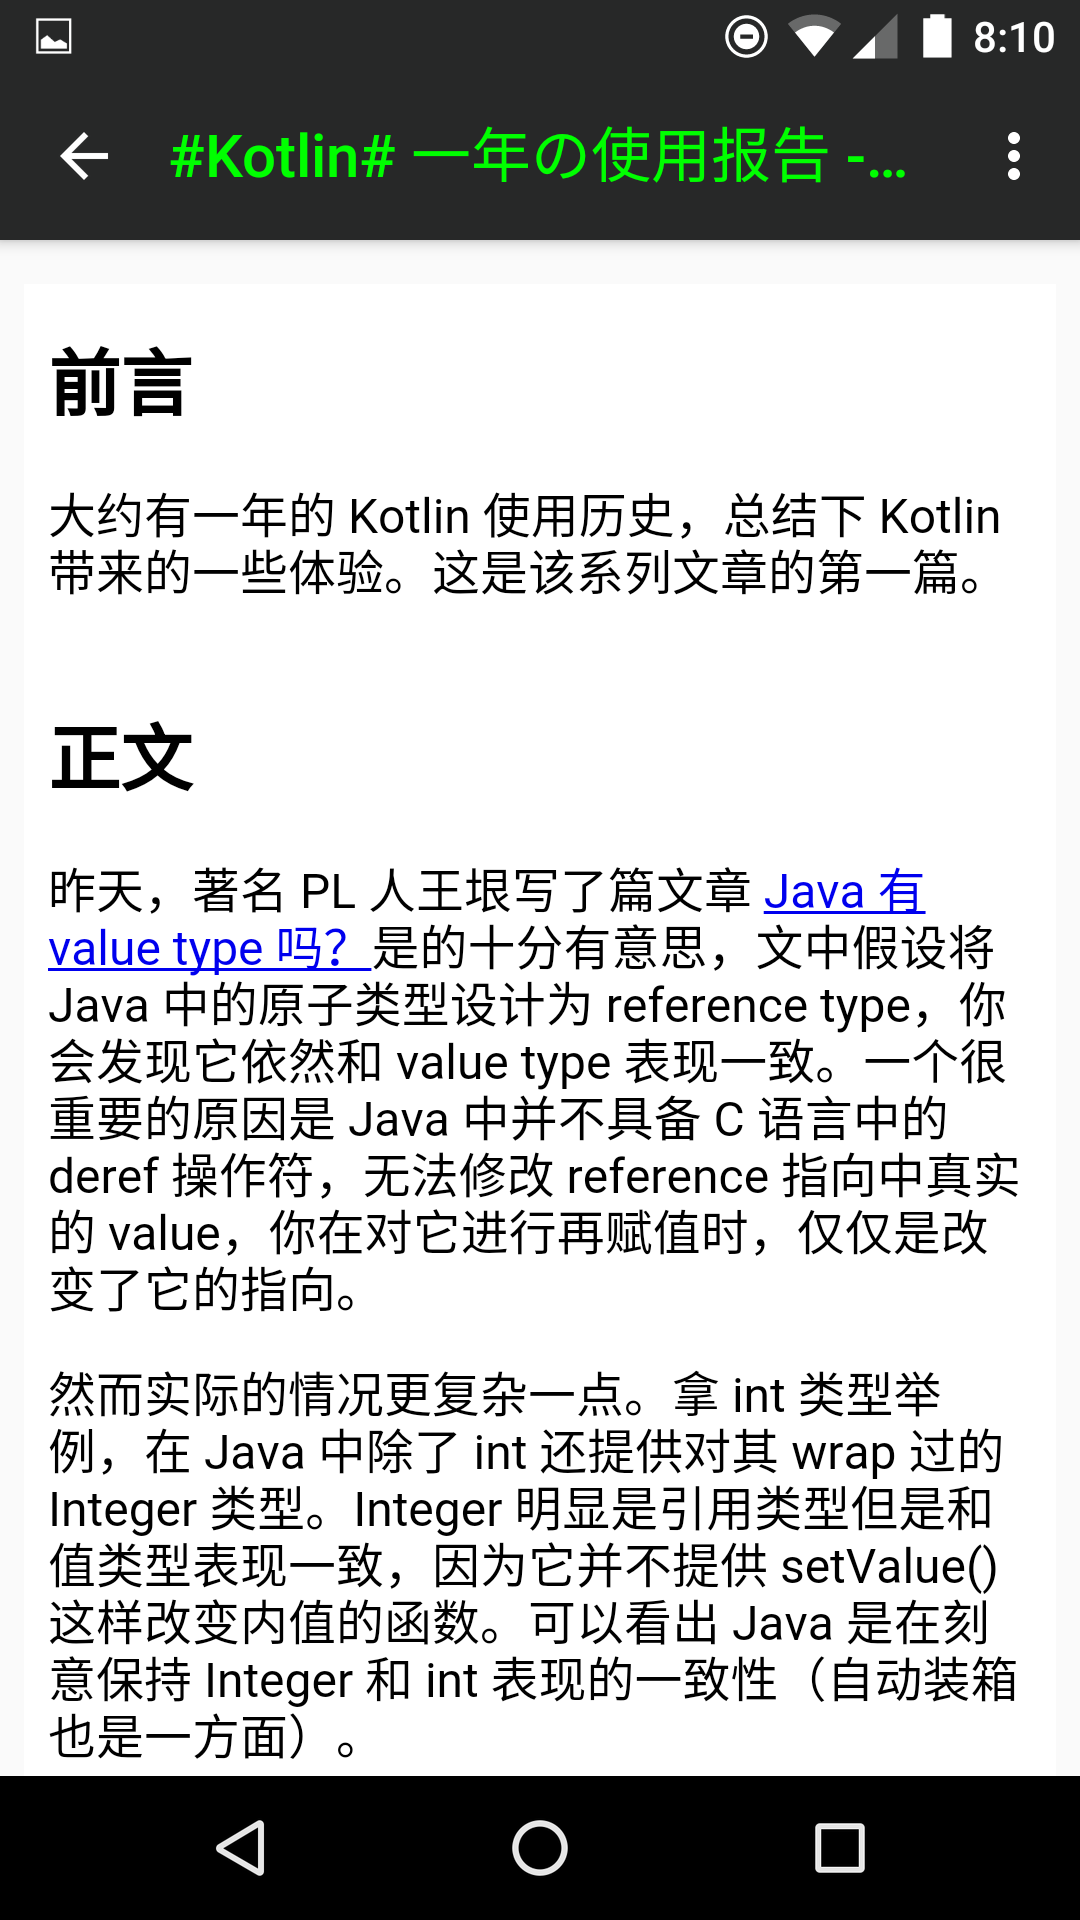 8:10
#Kotlin# 一年の使用报告 -...
前言
大约有一年的 Kotlin 使用历史，总结下 Kotlin
带来的一些体验。这是该系列文章的第一篇。
正文
昨天，著名 PL 人王垠写了篇文章 Java 有
value type 吗？是的十分有意思，文中假设将
Java 中的原子类型设计为 reference type，你
会发现它依然和 value type 表现一致。一个很
重要的原因是 Java 中并不具备 C 语言中的
deref 操作符，无法修改 reference 指向中真实
的 value，你在对它进行再赋值时，仅仅是改
变了它的指向。
然而实际的情况更复杂一点。拿 int 类型举
例，在 Java 中除了 int 还提供对其 wrap 过的
Integer 类型。Integer 明显是引用类型但是和
值类型表现一致，因为它并不提供 setValue()
这样改变内值的函数。可以看出 Java 是在刻
意保持 Integer 和 int 表现的一致性（自动装箱
也是一方面）。